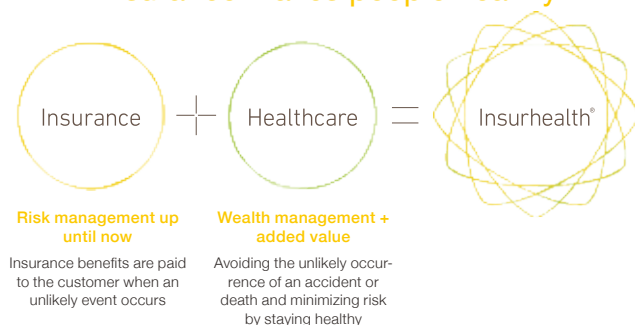 people
Insurance + Healthcare = Insurhealth®
Risk management up
until now
Insurance benefits are paid
to the customer when an
unlikely event occurs
Wealth management +
added value
Avoiding the unlikely occur-
rence of an accident or
death and minimizing risk
by staying healthy